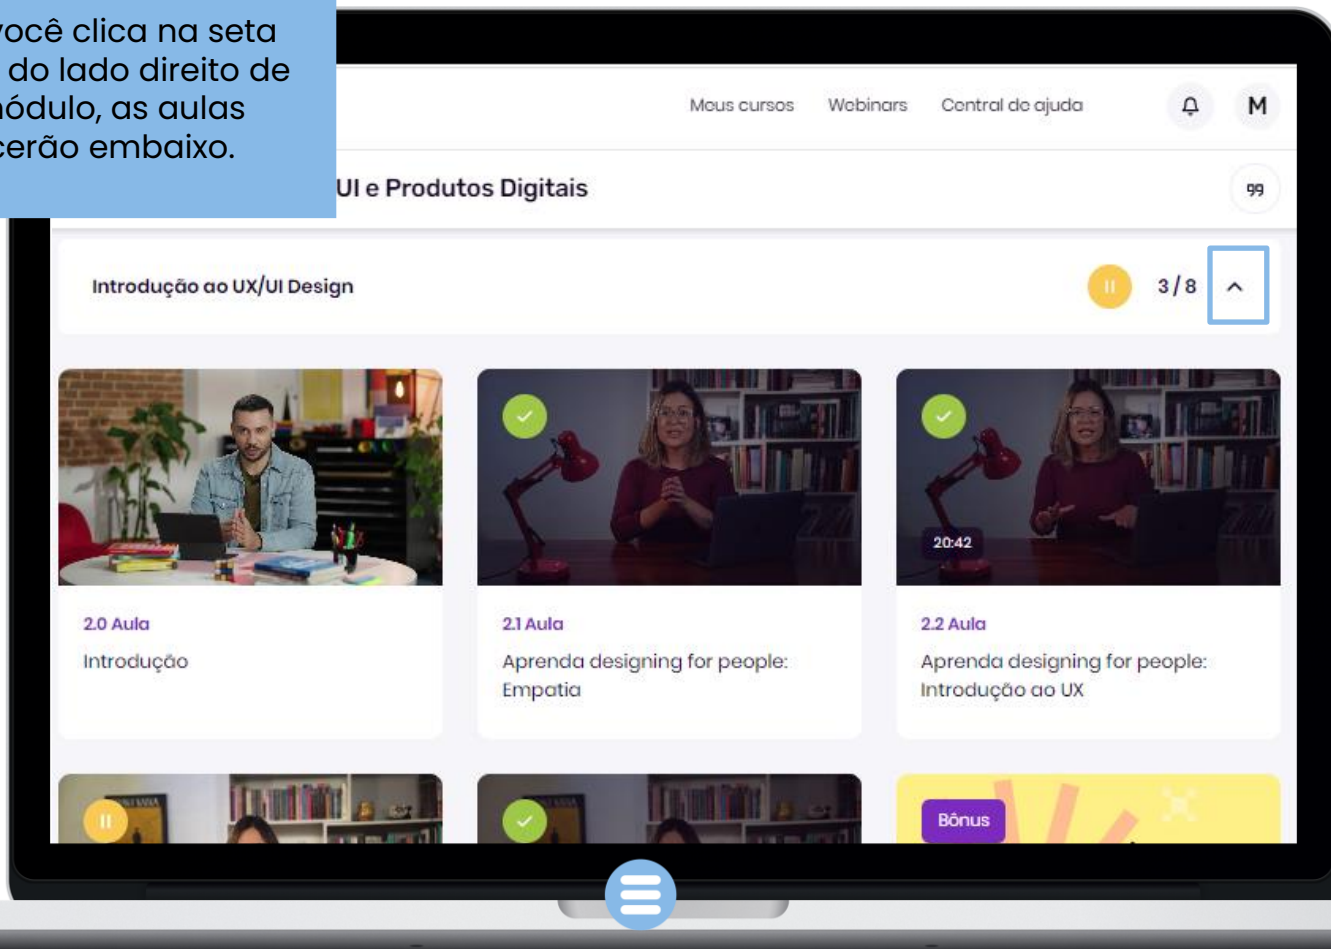 você clica na seta
do lado direito de
módulo, as aulas
cerão embaixo.
Meus cursos Webinars Central de ajuda M
UI e Produtos Digitais
Introdução ao UX/UI Design 3/8
20:42
2.0 Aula
Introdução
2.1 Aula
Aprenda designing for people:
Empatia
2.2 Aula
Aprenda designing for people:
Introdução ao UX
Bônus